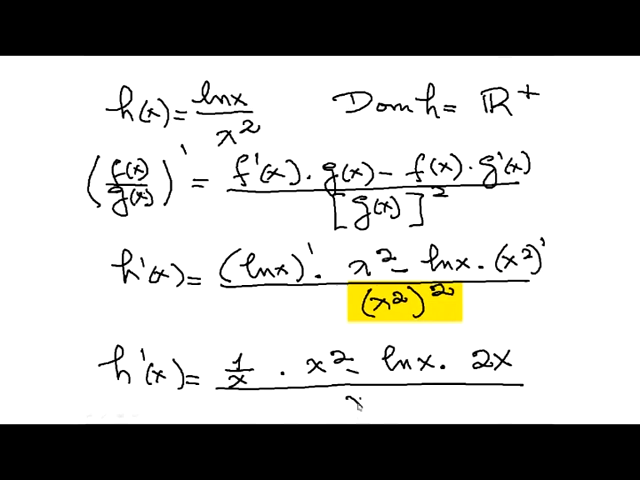 h(x) = lnx / x² Dom h = ℝ⁺
(f(x) / g(x))' = f'(x) · g(x) − f(x) · g'(x) / [g(x)]²
h'(x) = (lnx)' · x² − lnx · (x²)' / (x²)²
h'(x) = 1/x · x² − lnx · 2x /